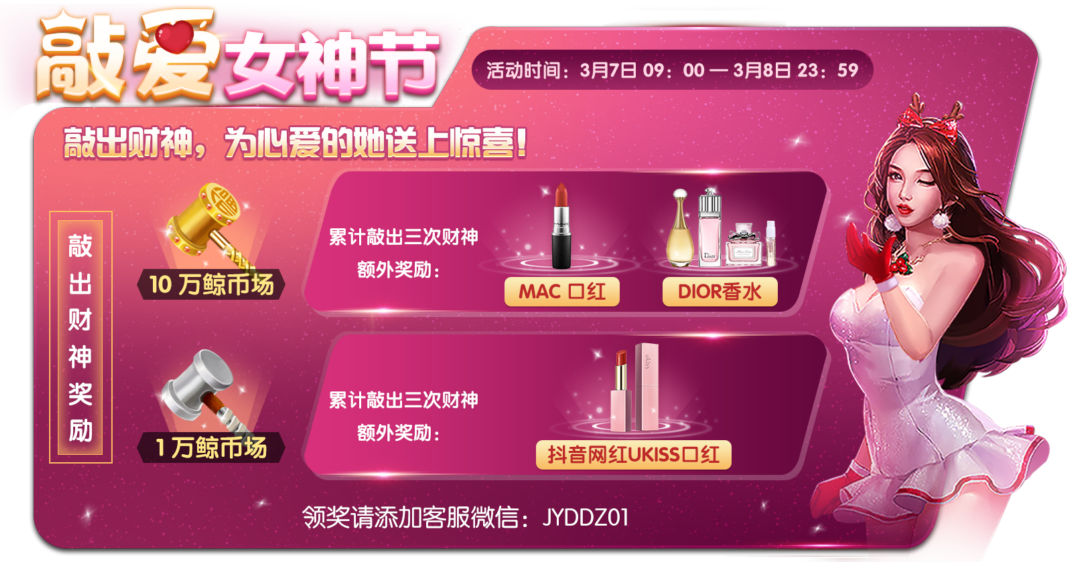 敲爱女神节
活动时间：3月7日 09：00 — 3月8日 23：59
敲出财神，为心爱的她送上惊喜！
敲出财神奖励
10 万鲸币场
累计敲出三次财神
额外奖励：
MAC 口红
DIOR香水
1 万鲸币场
累计敲出三次财神
额外奖励：
抖音网红UKISS口红
领奖请添加客服微信：JYDDZ01